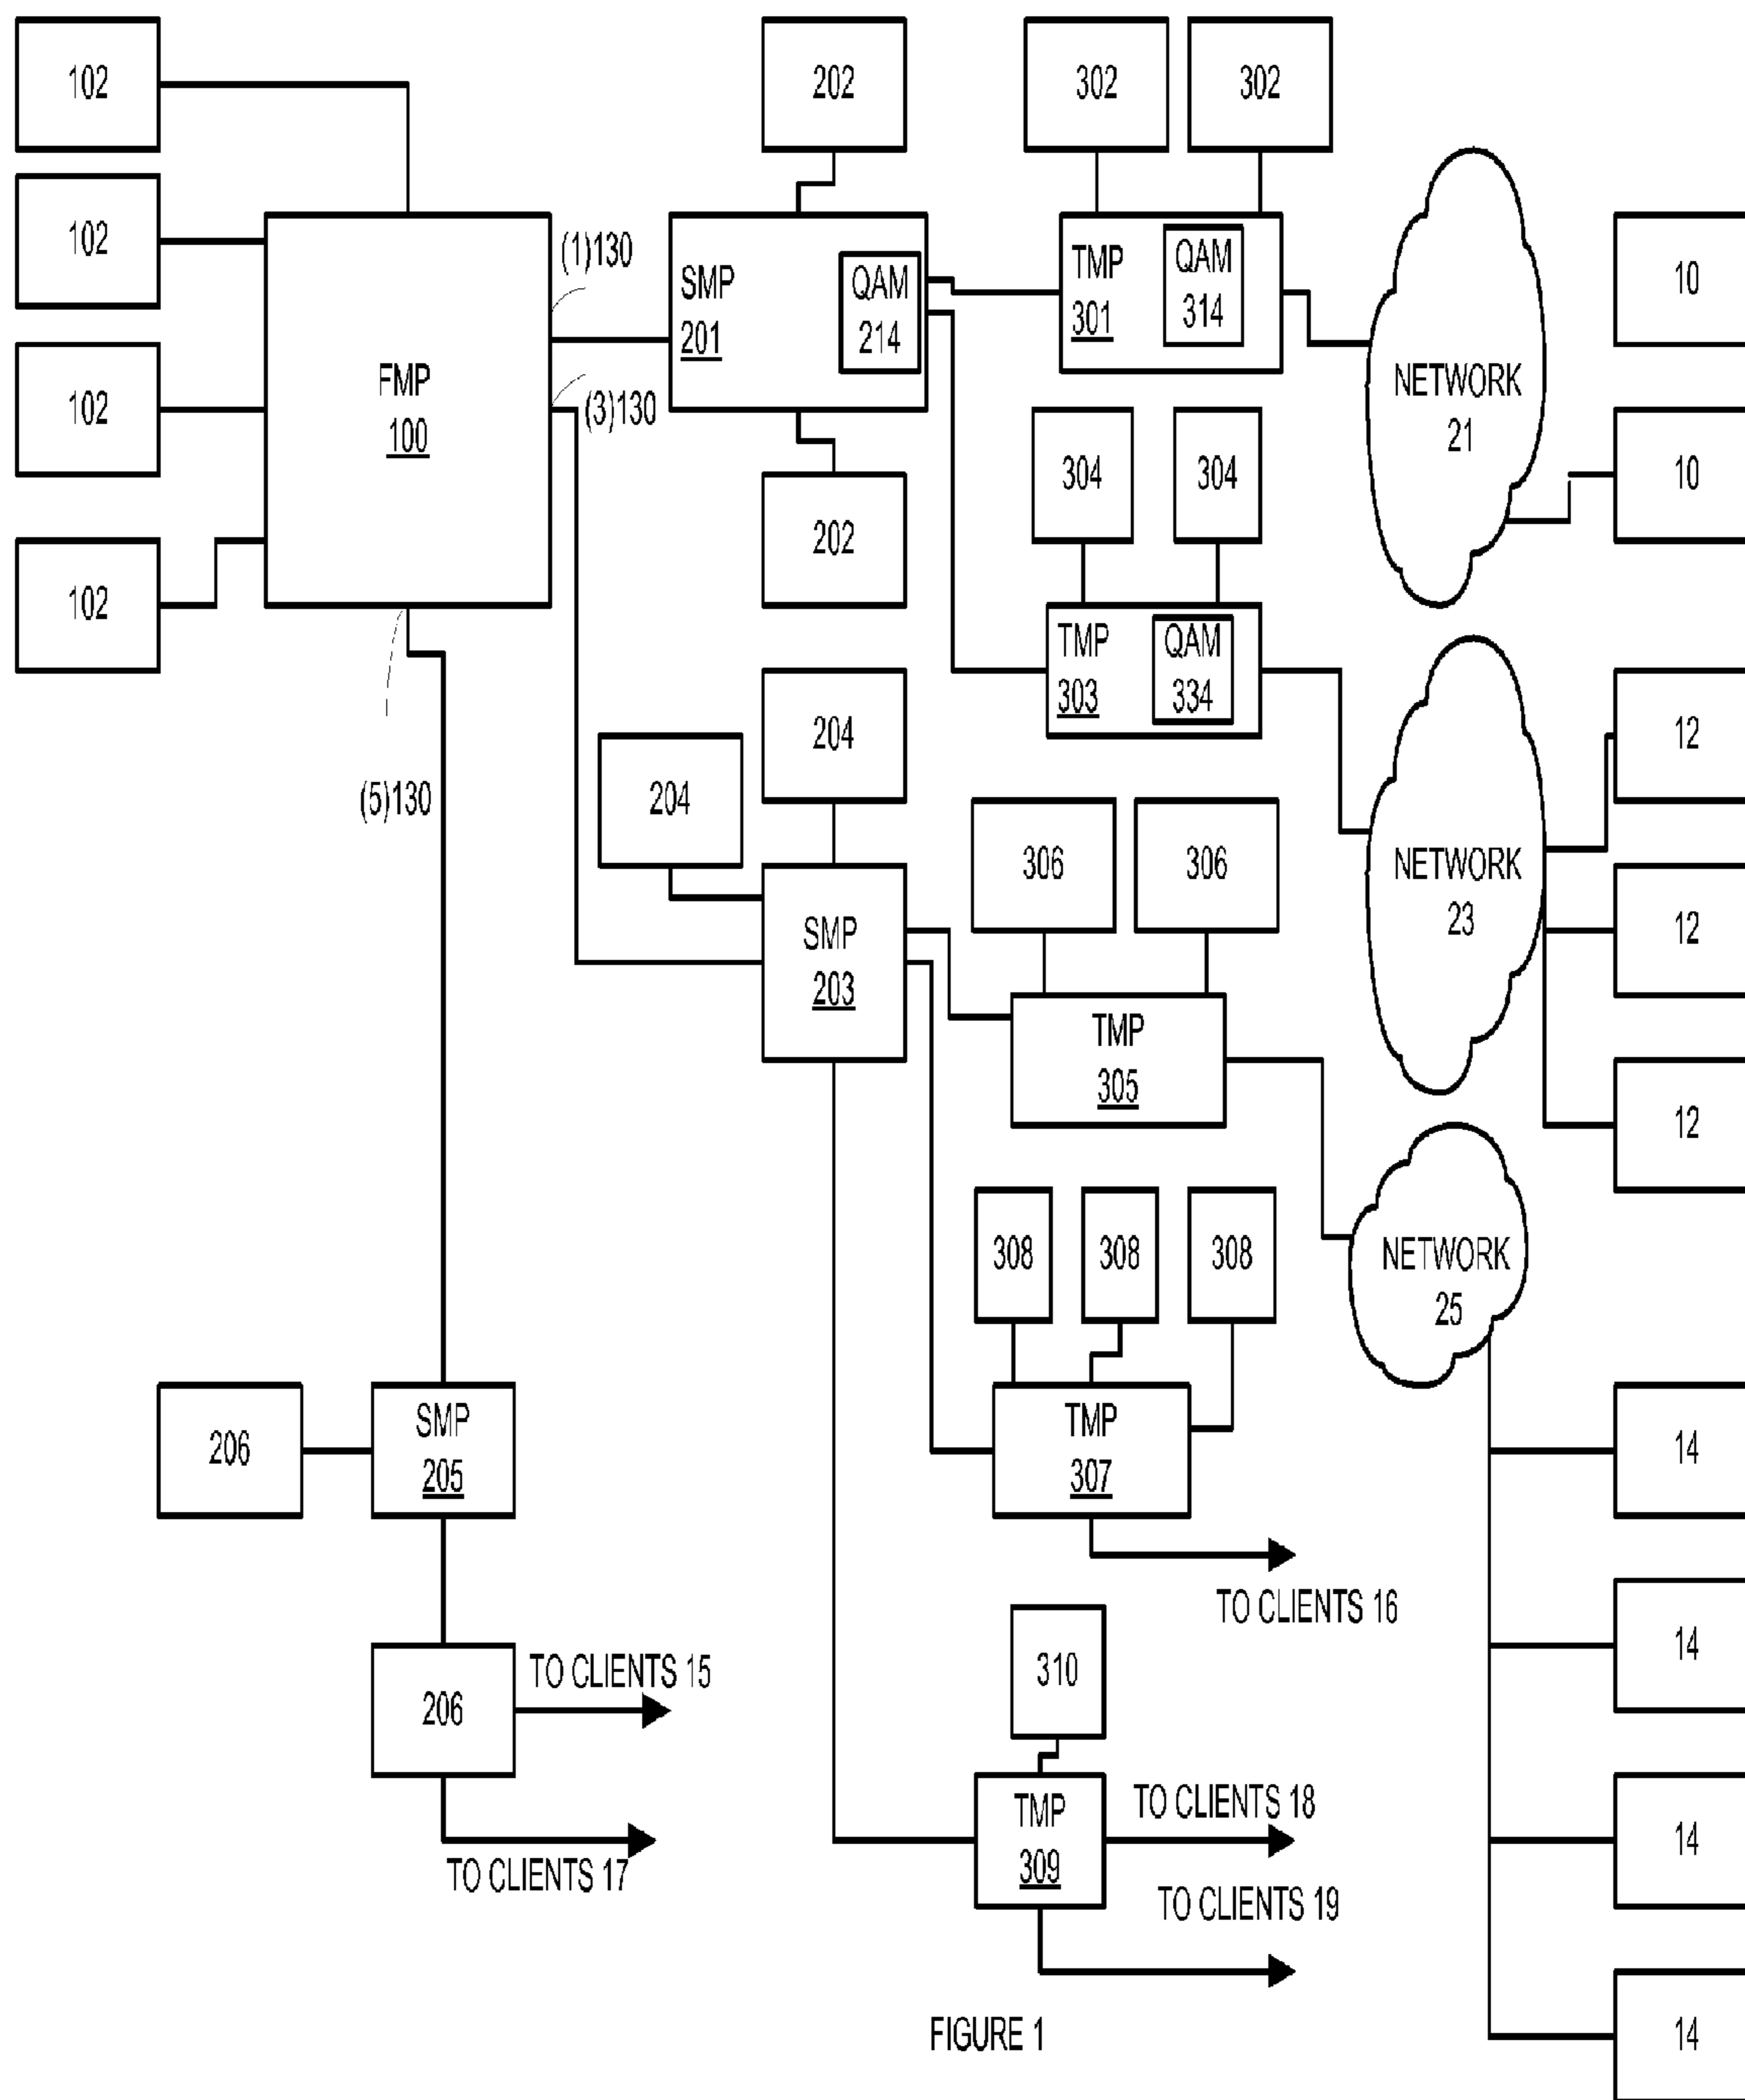 102
202
302
302
102
(1)130
SMP
201
QAM
214
TMP
301
QAM
314
10
FMP
100
(3)130
NETWORK
21
102
304
304
10
202
102
TMP
303
QAM
334
204
12
(5)130
204
306
306
NETWORK
23
SMP
203
12
TMP
305
12
308
308
308
NETWORK
25
206
SMP
205
TMP
307
14
TO CLIENTS 16
310
14
206
TO CLIENTS 15
TMP
309
TO CLIENTS 18
14
TO CLIENTS 17
TO CLIENTS 19
FIGURE 1
14